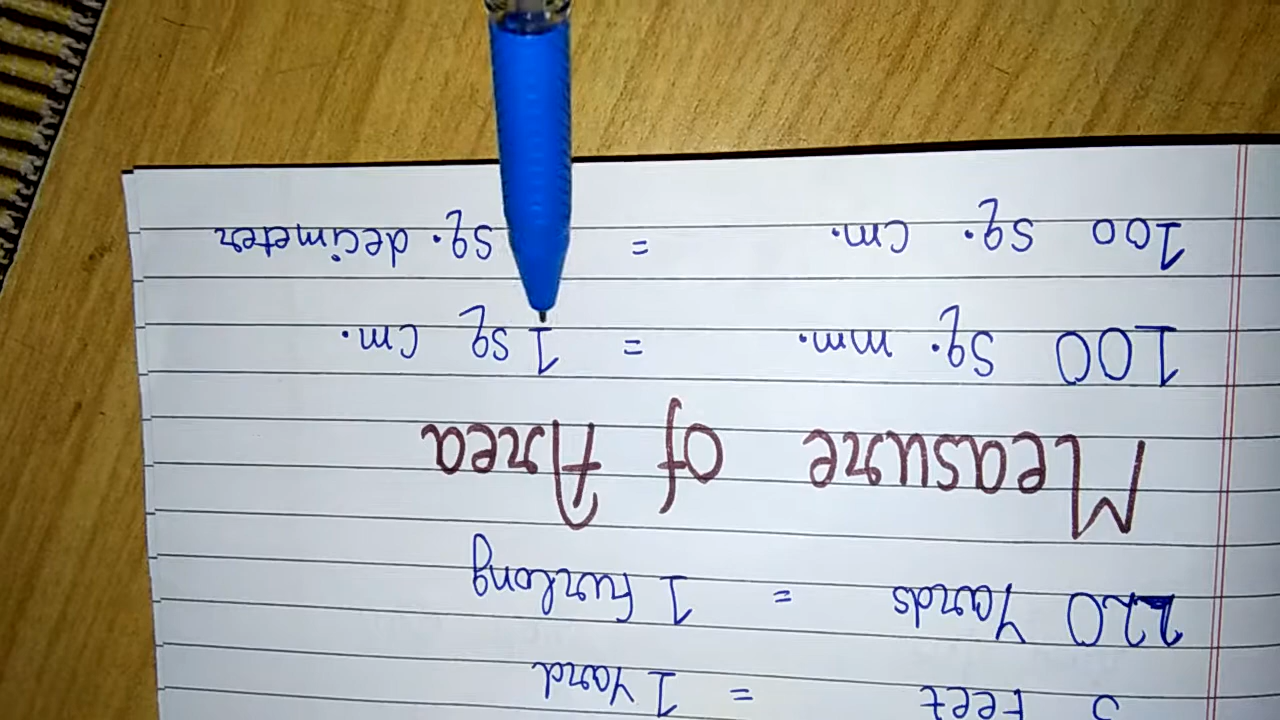 3 Feet = 1 Yard
220 Yards = 1 Furlong
Measure of Area
100 Sq. mm. = 1 Sq Cm.
100 Sq. Cm. = Sq. decimeter